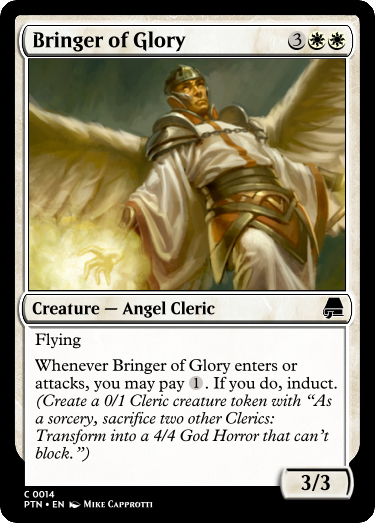 Bringer of Glory 3
Creature — Angel Cleric
Flying
Whenever Bringer of Glory enters or
attacks, you may pay 1. If you do, induct.
(Create a 0/1 Cleric creature token with “As
a sorcery, sacrifice two other Clerics:
Transform into a 4/4 God Horror that can’t
block.”)
3/3
C 0014
PTN • EN Mike Capprotti